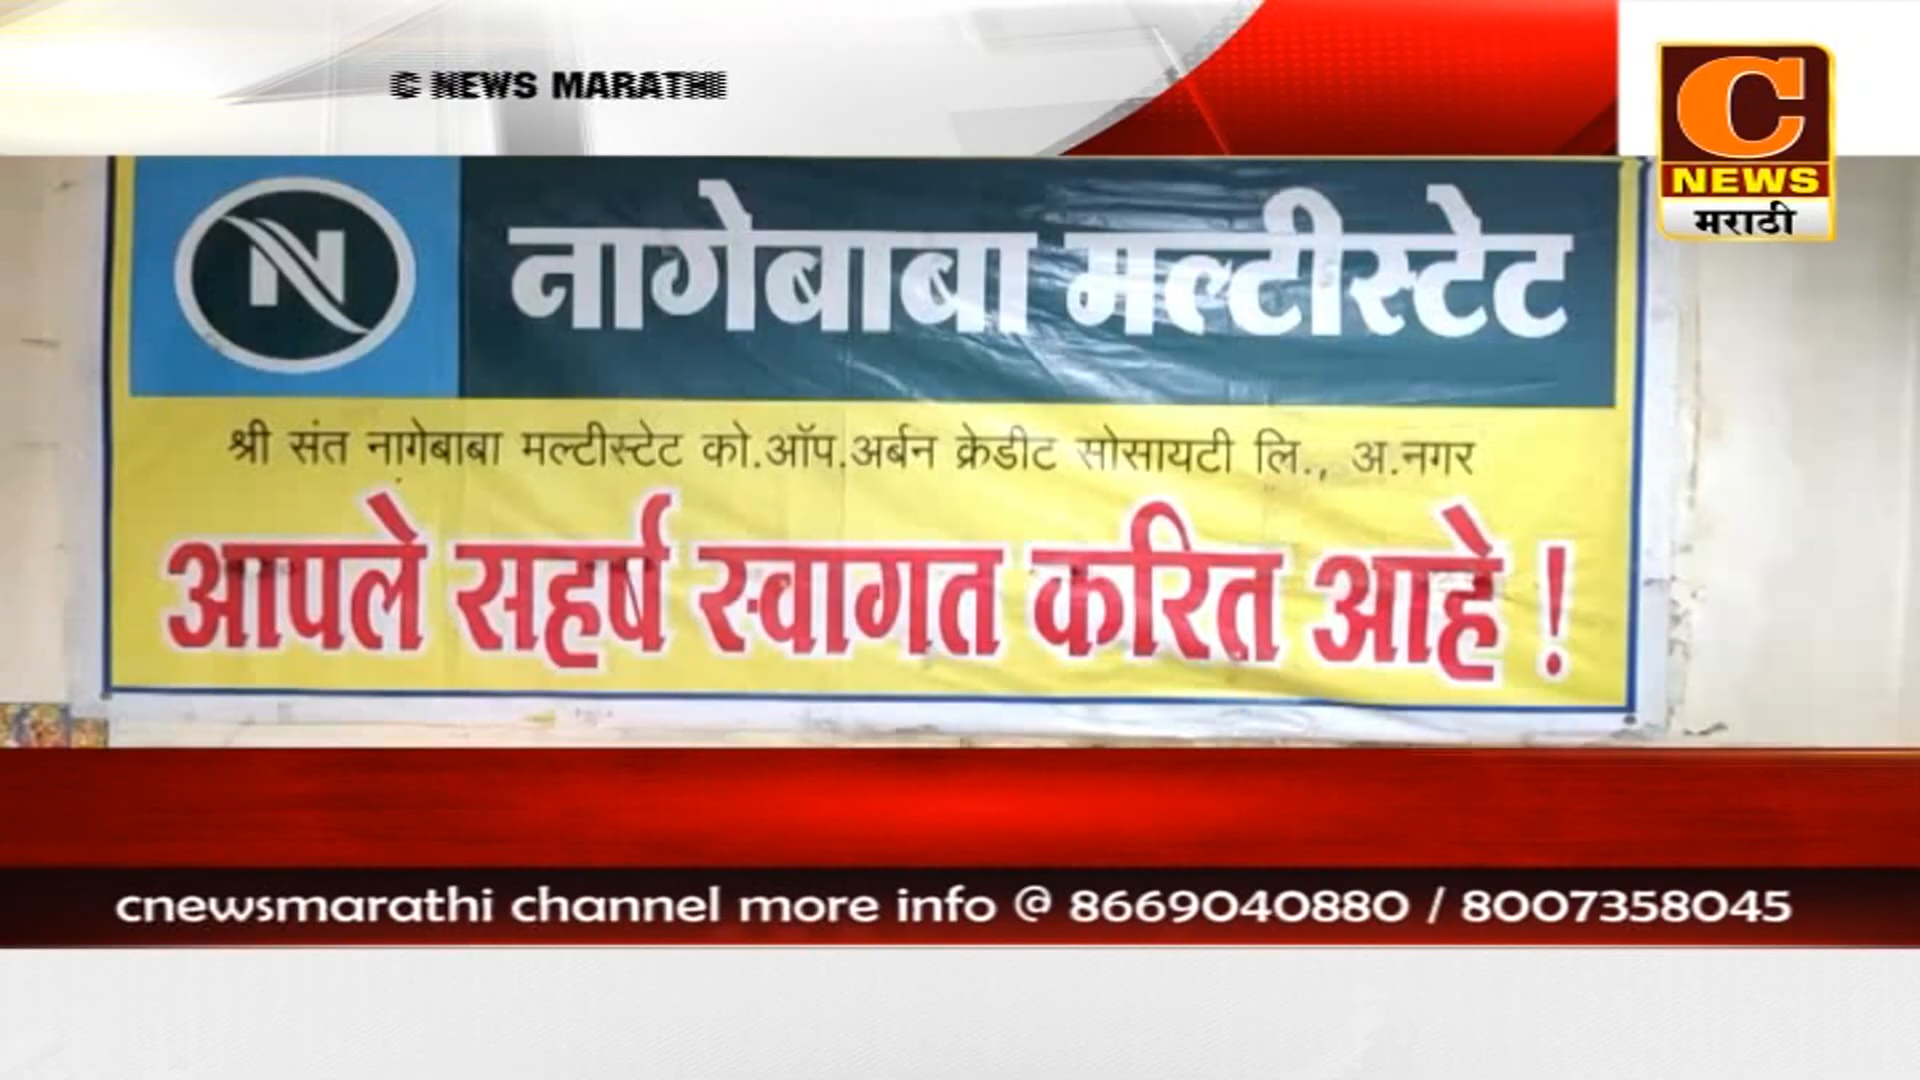 C NEWS MARATHI
C
NEWS
मराठी
N
नागेबाबा मल्टीस्टेट
श्री संत नागेबाबा मल्टीस्टेट को.ऑप.अर्बन क्रेडीट सोसायटी लि., अ.नगर
आपले सहर्ष स्वागत करित आहे !
cnewsmarathi channel more info @ 8669040880 / 8007358045